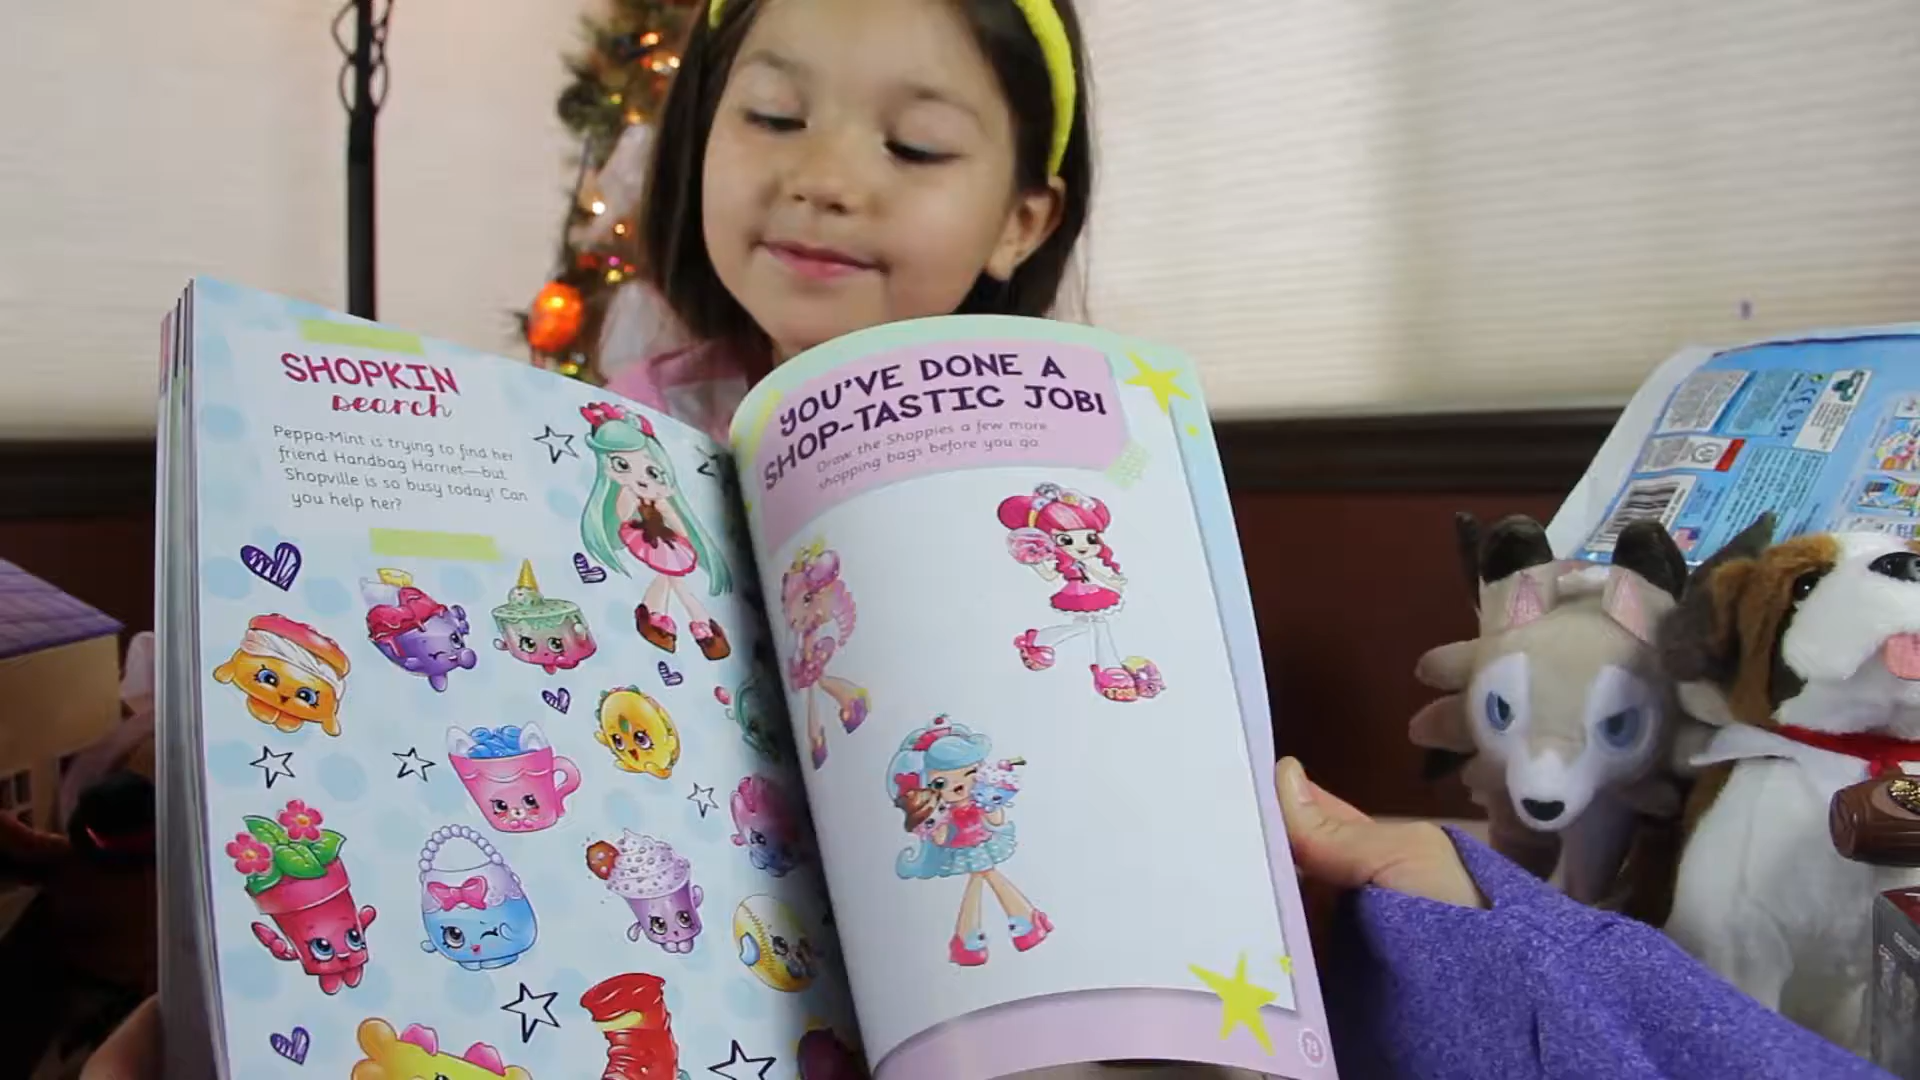 SHOPKIN
search
Peppa-Mint is trying to find her
friend Handbag Harriet—but
Shopville is so busy today! Can
you help her?
YOU'VE DONE A
SHOP-TASTIC JOB!
Draw the Shoppies a few more
shopping bags before you go